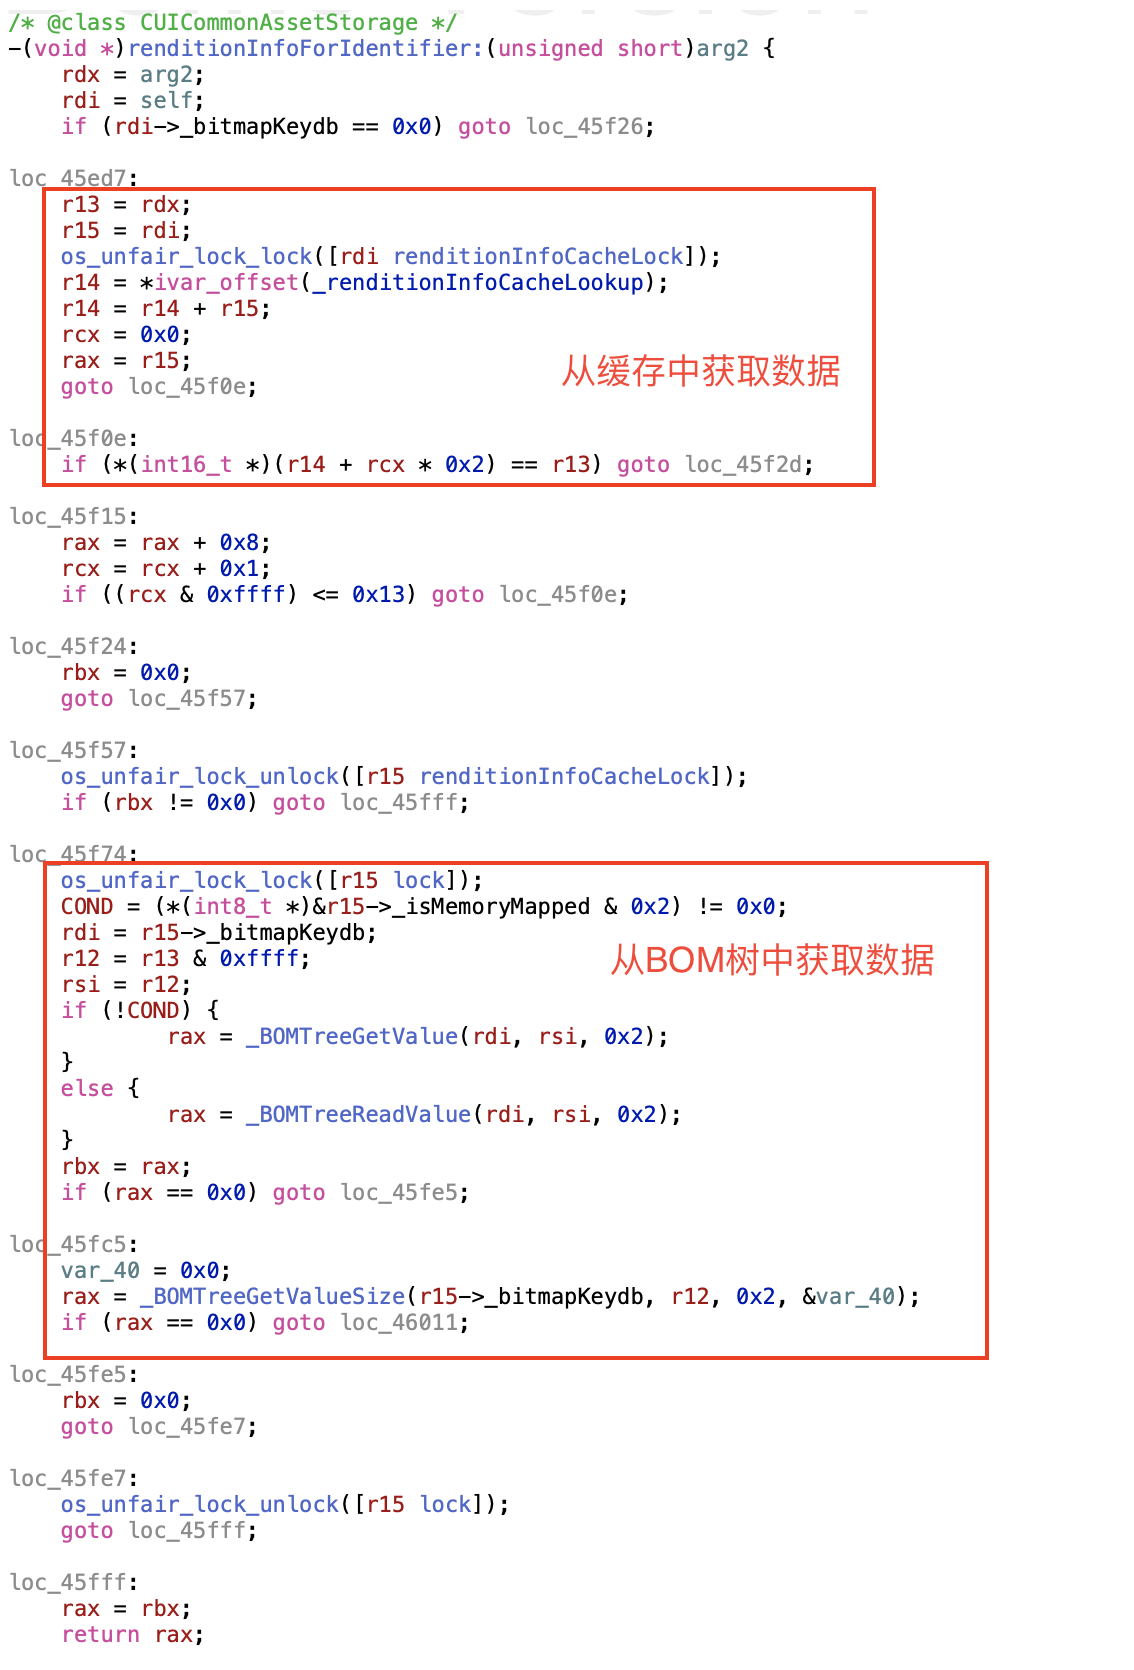 /* @class CUICommonAssetStorage */
-(void *)renditionInfoForIdentifier:(unsigned short)arg2 {
    rdx = arg2;
    rdi = self;
    if (rdi->_bitmapKeydb == 0x0) goto loc_45f26;

loc_45ed7:
    r13 = rdx;
    r15 = rdi;
    os_unfair_lock_lock([rdi renditionInfoCacheLock]);
    r14 = *ivar_offset(_renditionInfoCacheLookup);
    r14 = r14 + r15;
    rcx = 0x0;
    rax = r15;
从缓存中获取数据
    goto loc_45f0e;

loc_45f0e:
    if (*(int16_t *)(r14 + rcx * 0x2) == r13) goto loc_45f2d;

loc_45f15:
    rax = rax + 0x8;
    rcx = rcx + 0x1;
    if ((rcx & 0xffff) <= 0x13) goto loc_45f0e;

loc_45f24:
    rbx = 0x0;
    goto loc_45f57;

loc_45f57:
    os_unfair_lock_unlock([r15 renditionInfoCacheLock]);
    if (rbx != 0x0) goto loc_45fff;

loc_45f74:
    os_unfair_lock_lock([r15 lock]);
    COND = (*(int8_t *)&r15->_isMemoryMapped & 0x2) != 0x0;
    rdi = r15->_bitmapKeydb;
    r12 = r13 & 0xffff;
从BOM树中获取数据
    rsi = r12;
    if (!COND) {
            rax = _BOMTreeGetValue(rdi, rsi, 0x2);
    }
    else {
            rax = _BOMTreeReadValue(rdi, rsi, 0x2);
    }
    rbx = rax;
    if (rax == 0x0) goto loc_45fe5;

loc_45fc5:
    var_40 = 0x0;
    rax = _BOMTreeGetValueSize(r15->_bitmapKeydb, r12, 0x2, &var_40);
    if (rax == 0x0) goto loc_46011;

loc_45fe5:
    rbx = 0x0;
    goto loc_45fe7;

loc_45fe7:
    os_unfair_lock_unlock([r15 lock]);
    goto loc_45fff;

loc_45fff:
    rax = rbx;
    return rax;